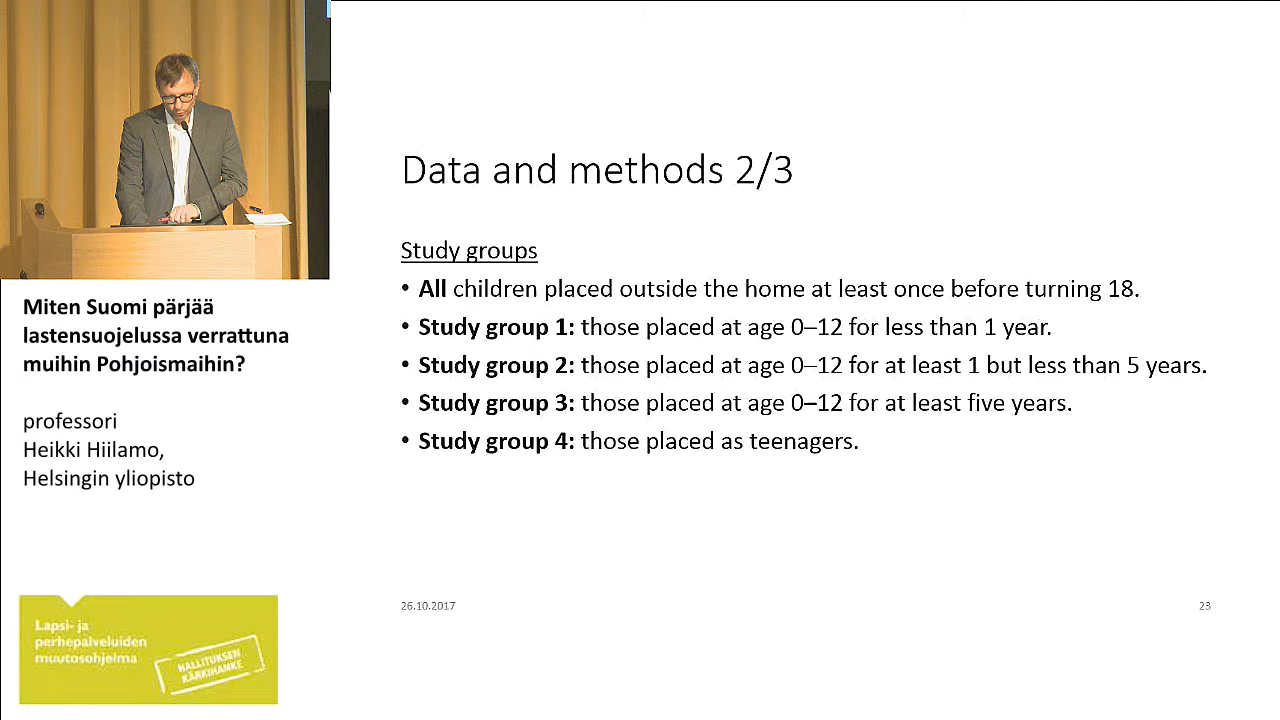 Data and methods 2/3
Study groups
• All children placed outside the home at least once before turning 18.
• Study group 1: those placed at age 0–12 for less than 1 year.
• Study group 2: those placed at age 0–12 for at least 1 but less than 5 years.
• Study group 3: those placed at age 0–12 for at least five years.
• Study group 4: those placed as teenagers.
26.10.2017
23
Miten Suomi pärjää
lastensuojelussa verrattuna
muihin Pohjoismaihin?
professori
Heikki Hiilamo,
Helsingin yliopisto
Lapsi- ja
perhepalveluiden
muutosohjelma
HALLITUKSEN
KÄRKIHANKE